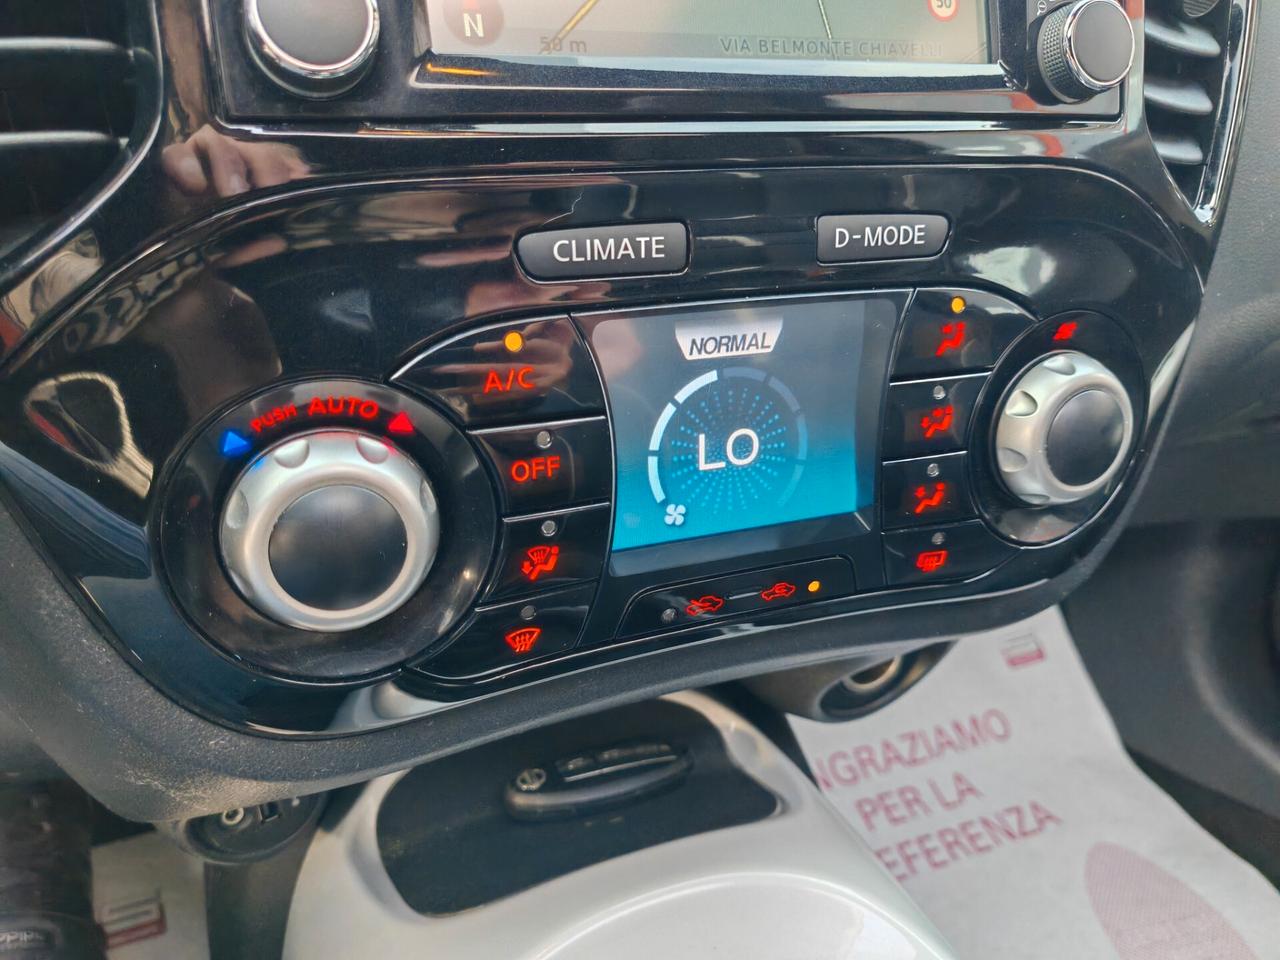 N
50 m
VIA BELMONTE CHIAVELLI
50
CLIMATE
D-MODE
NORMAL
A/C
PUSH AUTO
OFF
LO
NGRAZIAMO
PER LA
EFERENZA